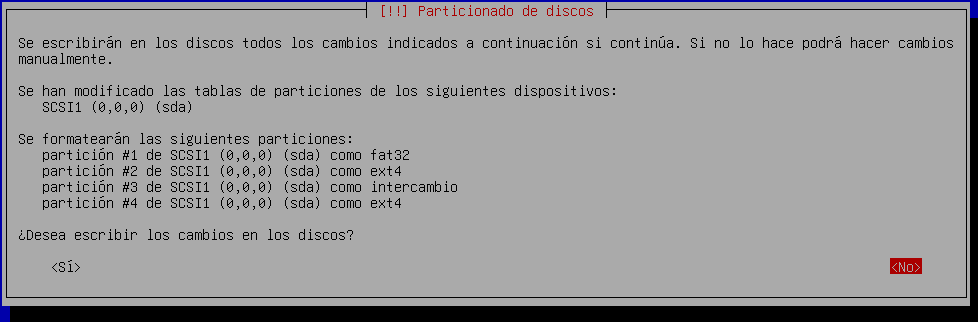 [!!] Particionado de discos
Se escribirán en los discos todos los cambios indicados a continuación si continúa. Si no lo hace podrá hacer cambios
manualmente.
Se han modificado las tablas de particiones de los siguientes dispositivos:
SCSI1 (0,0,0) (sda)
Se formatearán las siguientes particiones:
partición #1 de SCSI1 (0,0,0) (sda) como fat32
partición #2 de SCSI1 (0,0,0) (sda) como ext4
partición #3 de SCSI1 (0,0,0) (sda) como intercambio
partición #4 de SCSI1 (0,0,0) (sda) como ext4
¿Desea escribir los cambios en los discos?
<Sí> <No>